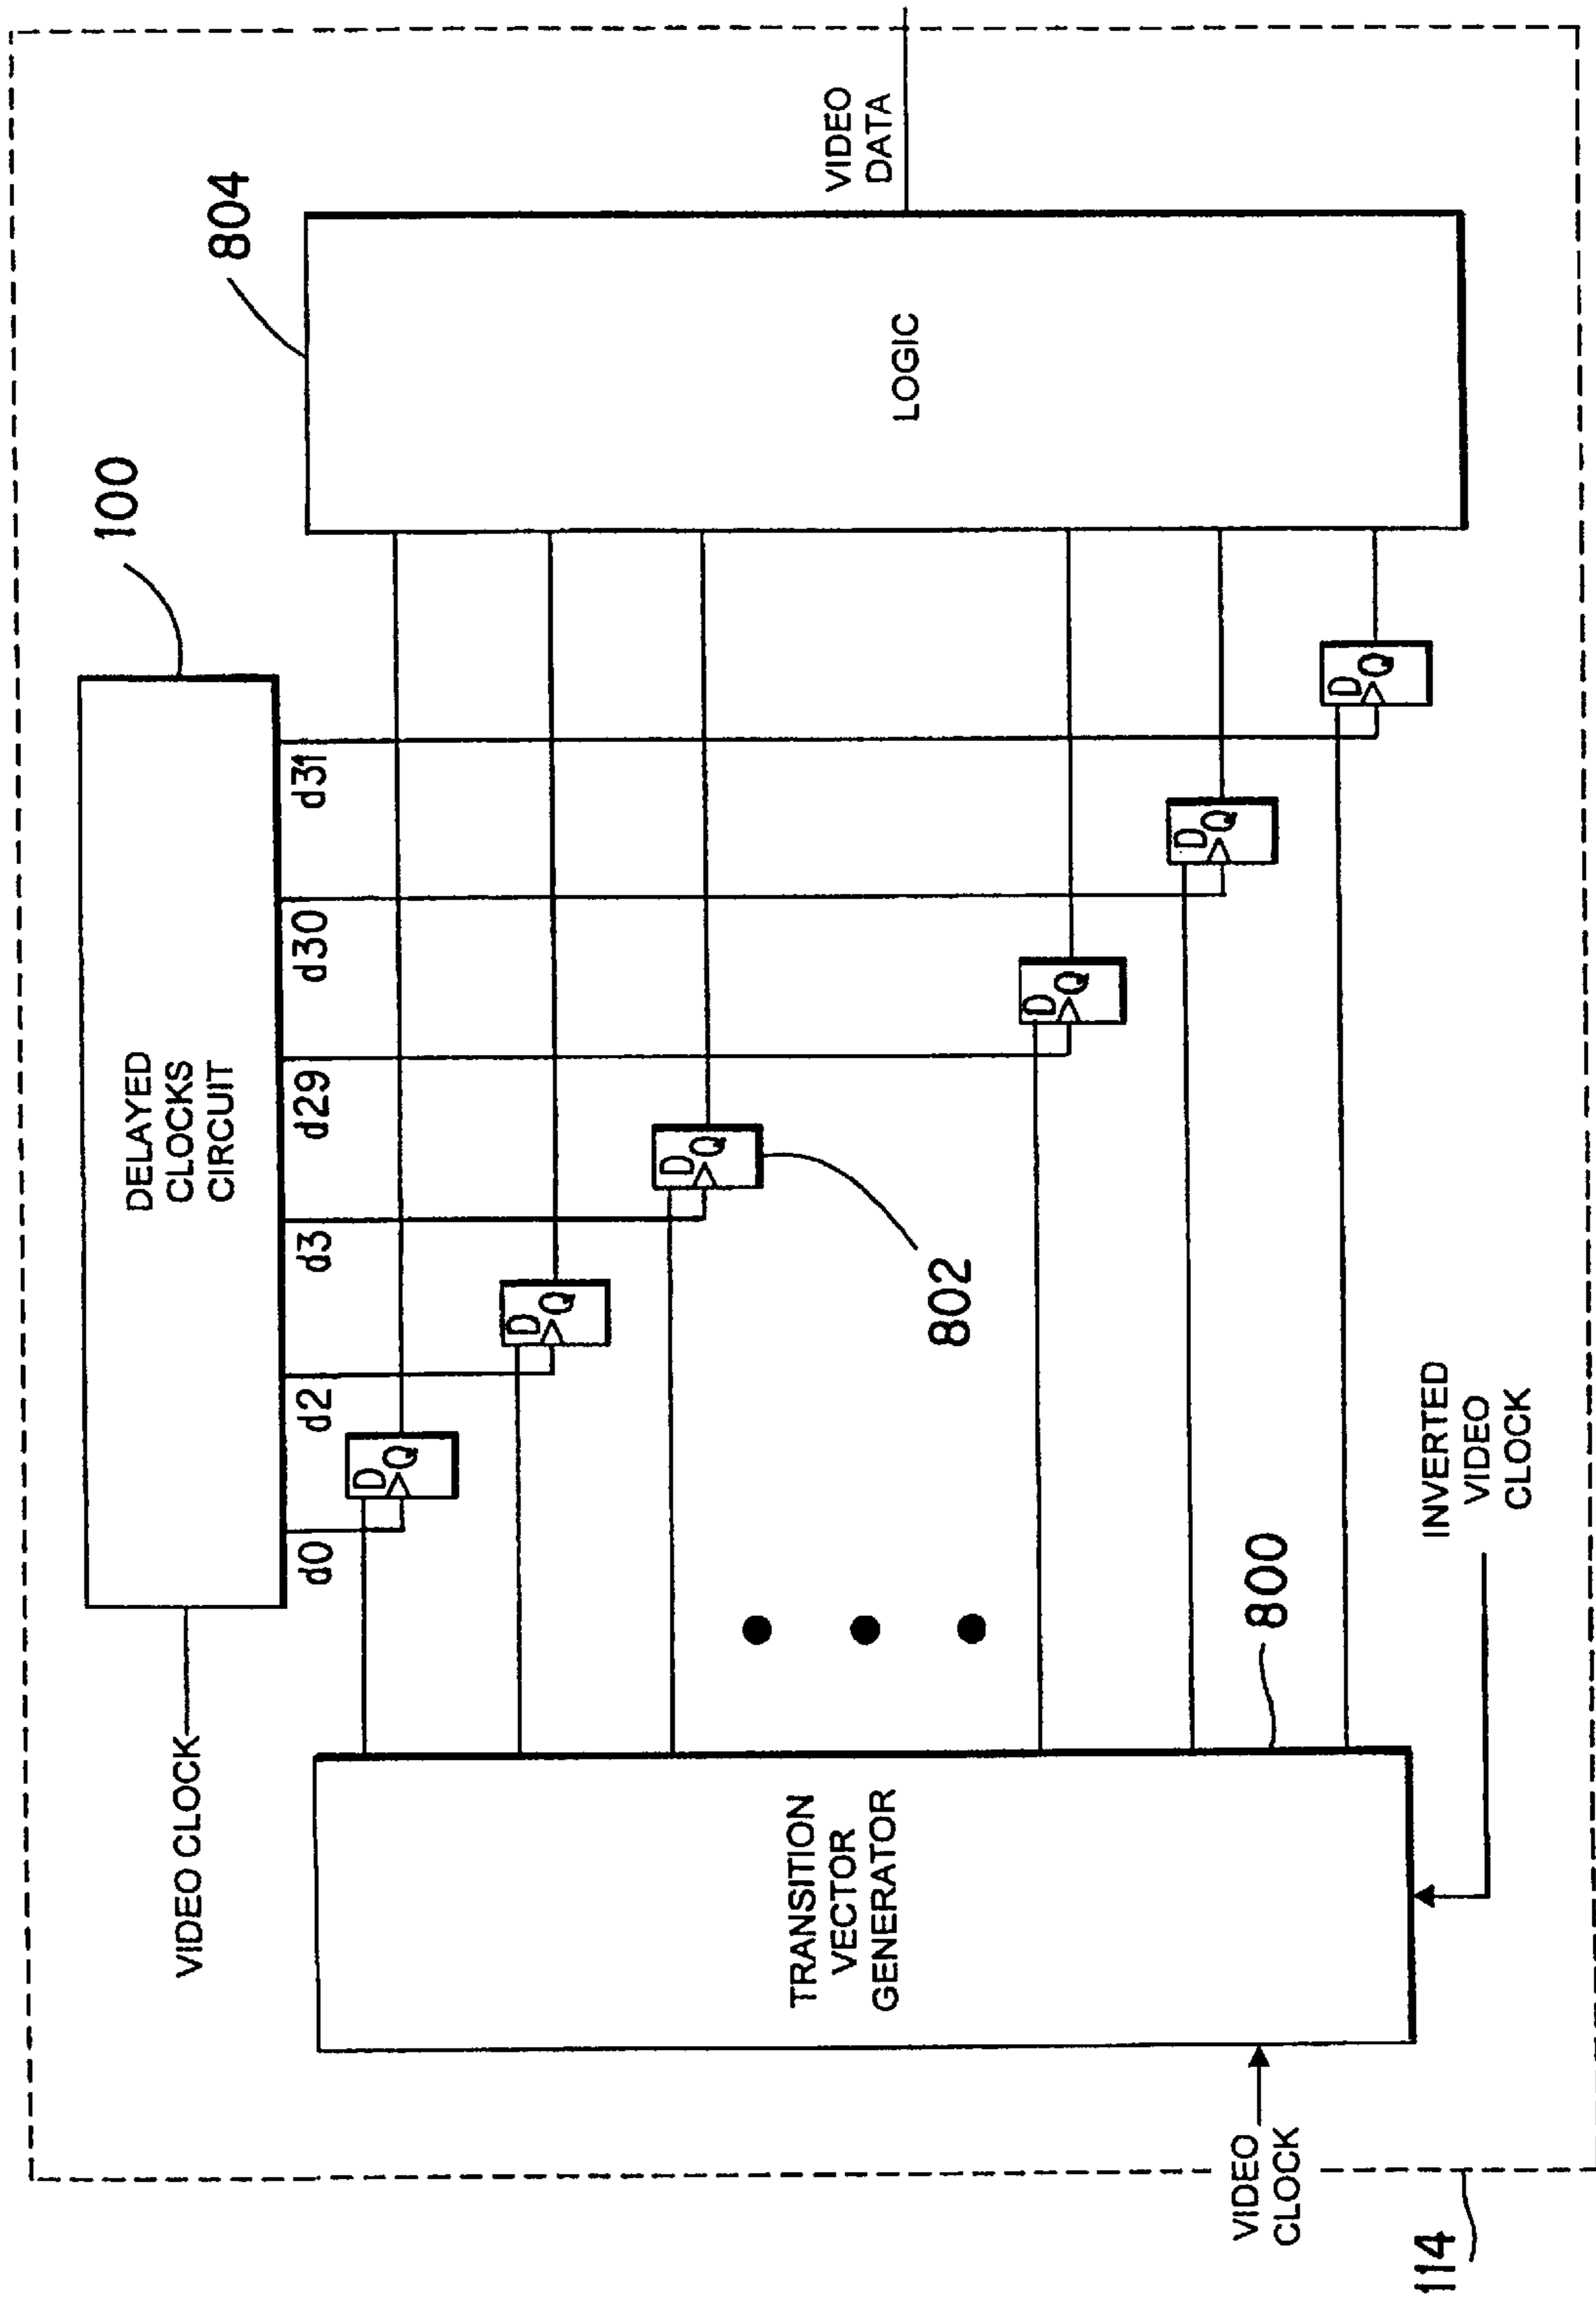 100
804
VIDEO CLOCK
DELAYED
CLOCKS
CIRCUIT
d0
d2
d3
d29
d30
d31
D
Q
D
Q
D
Q
802
D
Q
D
Q
D
Q
TRANSITION
VECTOR
GENERATOR
LOGIC
VIDEO
DATA
800
VIDEO
CLOCK
INVERTED
VIDEO
CLOCK
114